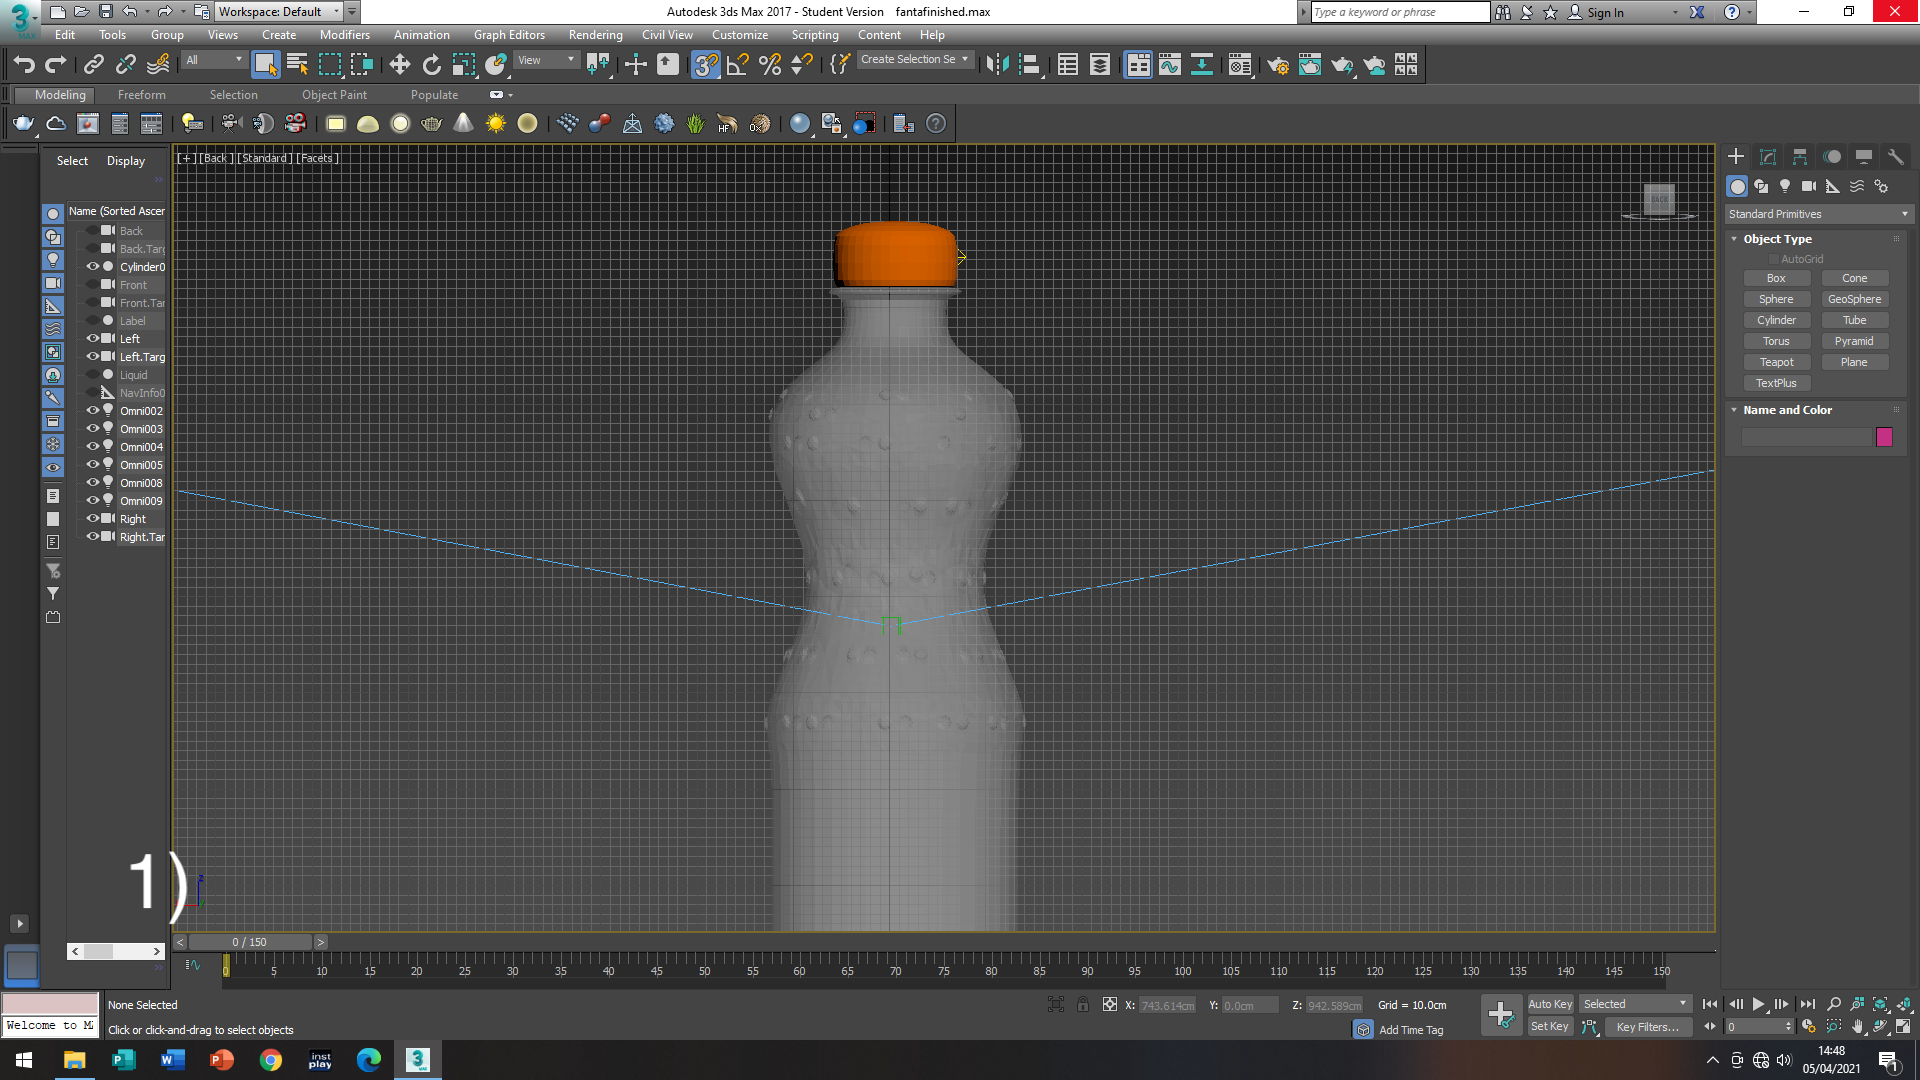 Workspace: Default
Autodesk 3ds Max 2017 - Student Version fantafinished.max
Type a keyword or phrase
Sign In
MAX
Edit Tools Group Views Create Modifiers Animation Graph Editors Rendering Civil View Customize Scripting Content Help
All
View
Create Selection Se
Modeling Freeform Selection Object Paint Populate
Select Display
[+] [Back] [Standard] [Facets]
Name (Sorted Ascer
Back
Back.Targ
Cylinder0
Front
Front.Tar
Label
Left
Left.Targ
Liquid
NavInfo0
Omni002
Omni003
Omni004
Omni005
Omni008
Omni009
Right
Right.Tar
BACK
Standard Primitives
Object Type
AutoGrid
Box Cone
Sphere GeoSphere
Cylinder Tube
Torus Pyramid
Teapot Plane
TextPlus
Name and Color
1)
z
< 0 / 150 >
0 5 10 15 20 25 30 35 40 45 50 55 60 65 70 75 80 85 90 95 100 105 110 115 120 125 130 135 140 145 150
None Selected
X: 743.614cm Y: 0.0cm Z: 942.589cm Grid = 10.0cm
Auto Key Selected
Welcome to M
Click or click-and-drag to select objects
Add Time Tag
Set Key Key Filters...
0
inst
play
3
MAX
14:48
05/04/2021
1